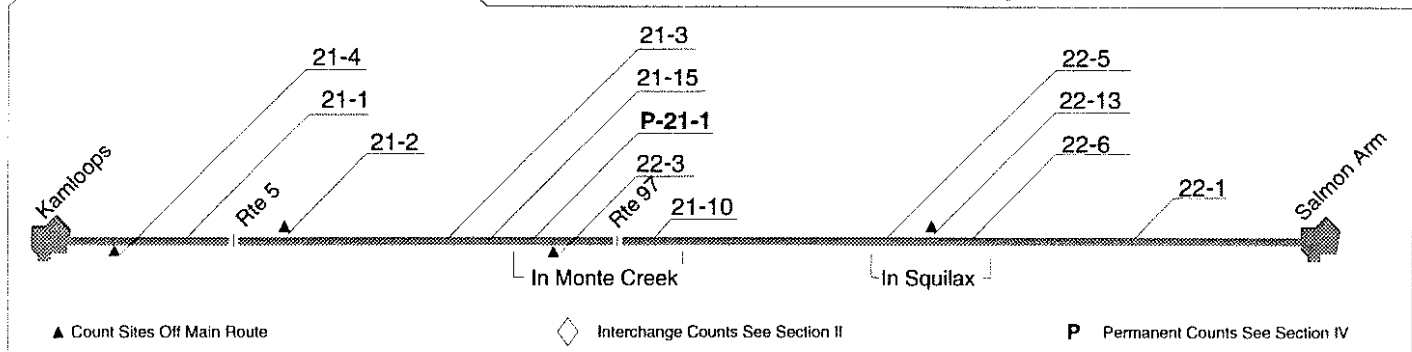 21-3
21-4
22-5
21-15
21-1
22-13
P-21-1
21-2
22-6
22-3
22-1
Kamloops
Rte 5
Rte 97
21-10
Salmon Arm
In Monte Creek
In Squilax
▲ Count Sites Off Main Route
◇ Interchange Counts See Section II
P Permanent Counts See Section IV